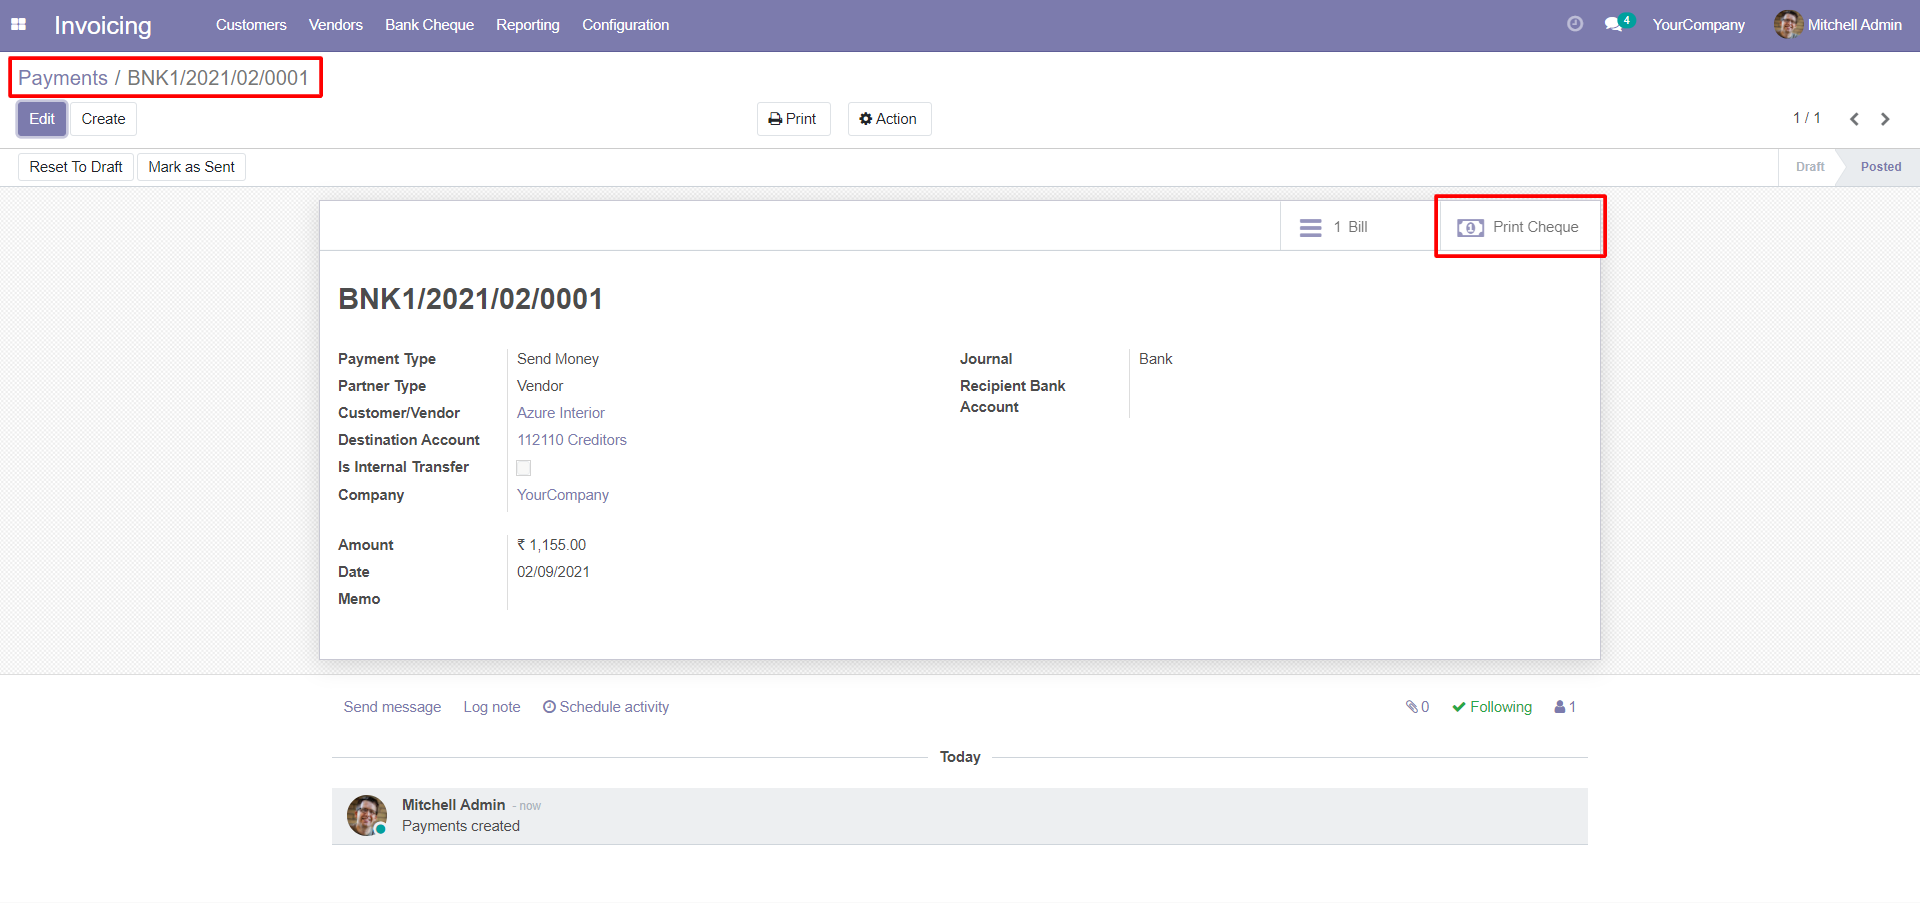 Invoicing Customers Vendors Bank Cheque Reporting Configuration 4 YourCompany Mitchell Admin
Payments / BNK1/2021/02/0001
Edit Create Print Action 1 / 1
Reset To Draft Mark as Sent Draft Posted
1 Bill Print Cheque
BNK1/2021/02/0001
Payment Type Send Money Journal Bank
Partner Type Vendor Recipient Bank
Customer/Vendor Azure Interior Account
Destination Account 112110 Creditors
Is Internal Transfer
Company YourCompany
Amount ₹ 1,155.00
Date 02/09/2021
Memo
Send message Log note Schedule activity 0 Following 1
Today
Mitchell Admin - now
Payments created